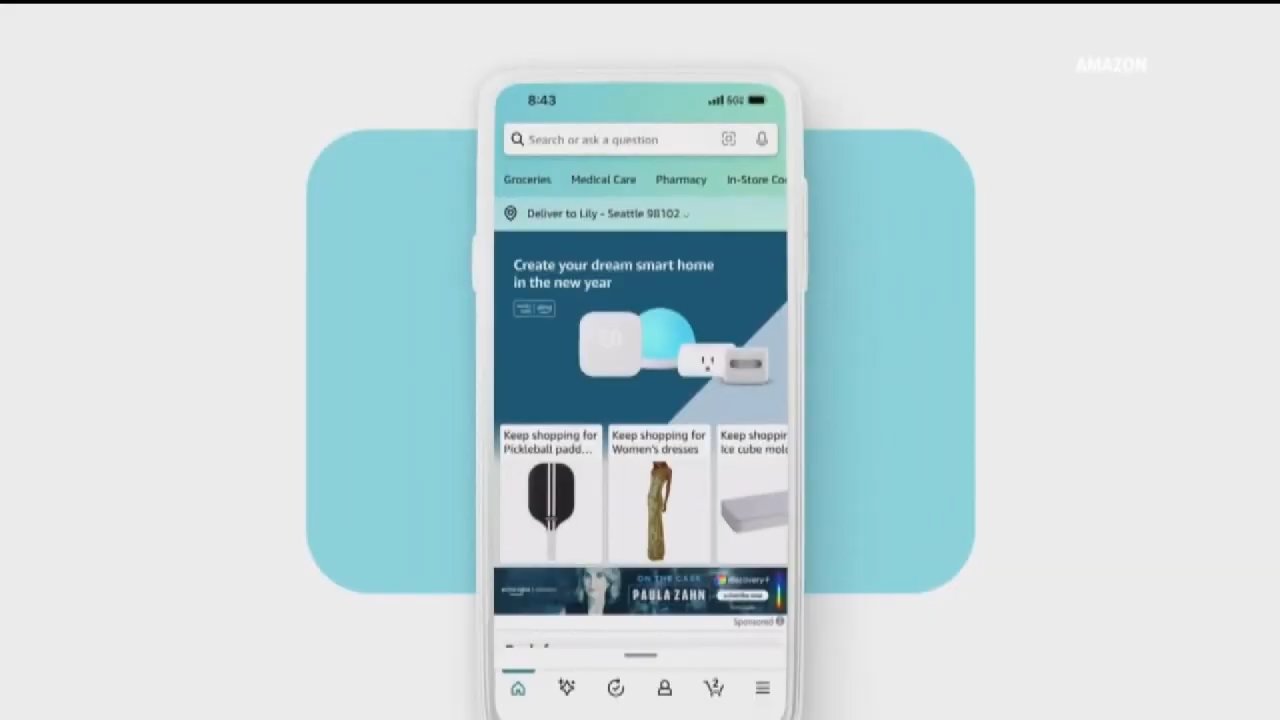 AMAZON
8:43
Search or ask a question
Groceries Medical Care Pharmacy In-Store Co
Deliver to Lily - Seattle 98102
Create your dream smart home
in the new year
Keep shopping for
Pickleball padd...
Keep shopping for
Women's dresses
Keep shoppin
Ice cube mol
ON THE CASE
PAULA ZAHN
discovery+
Sponsored
2